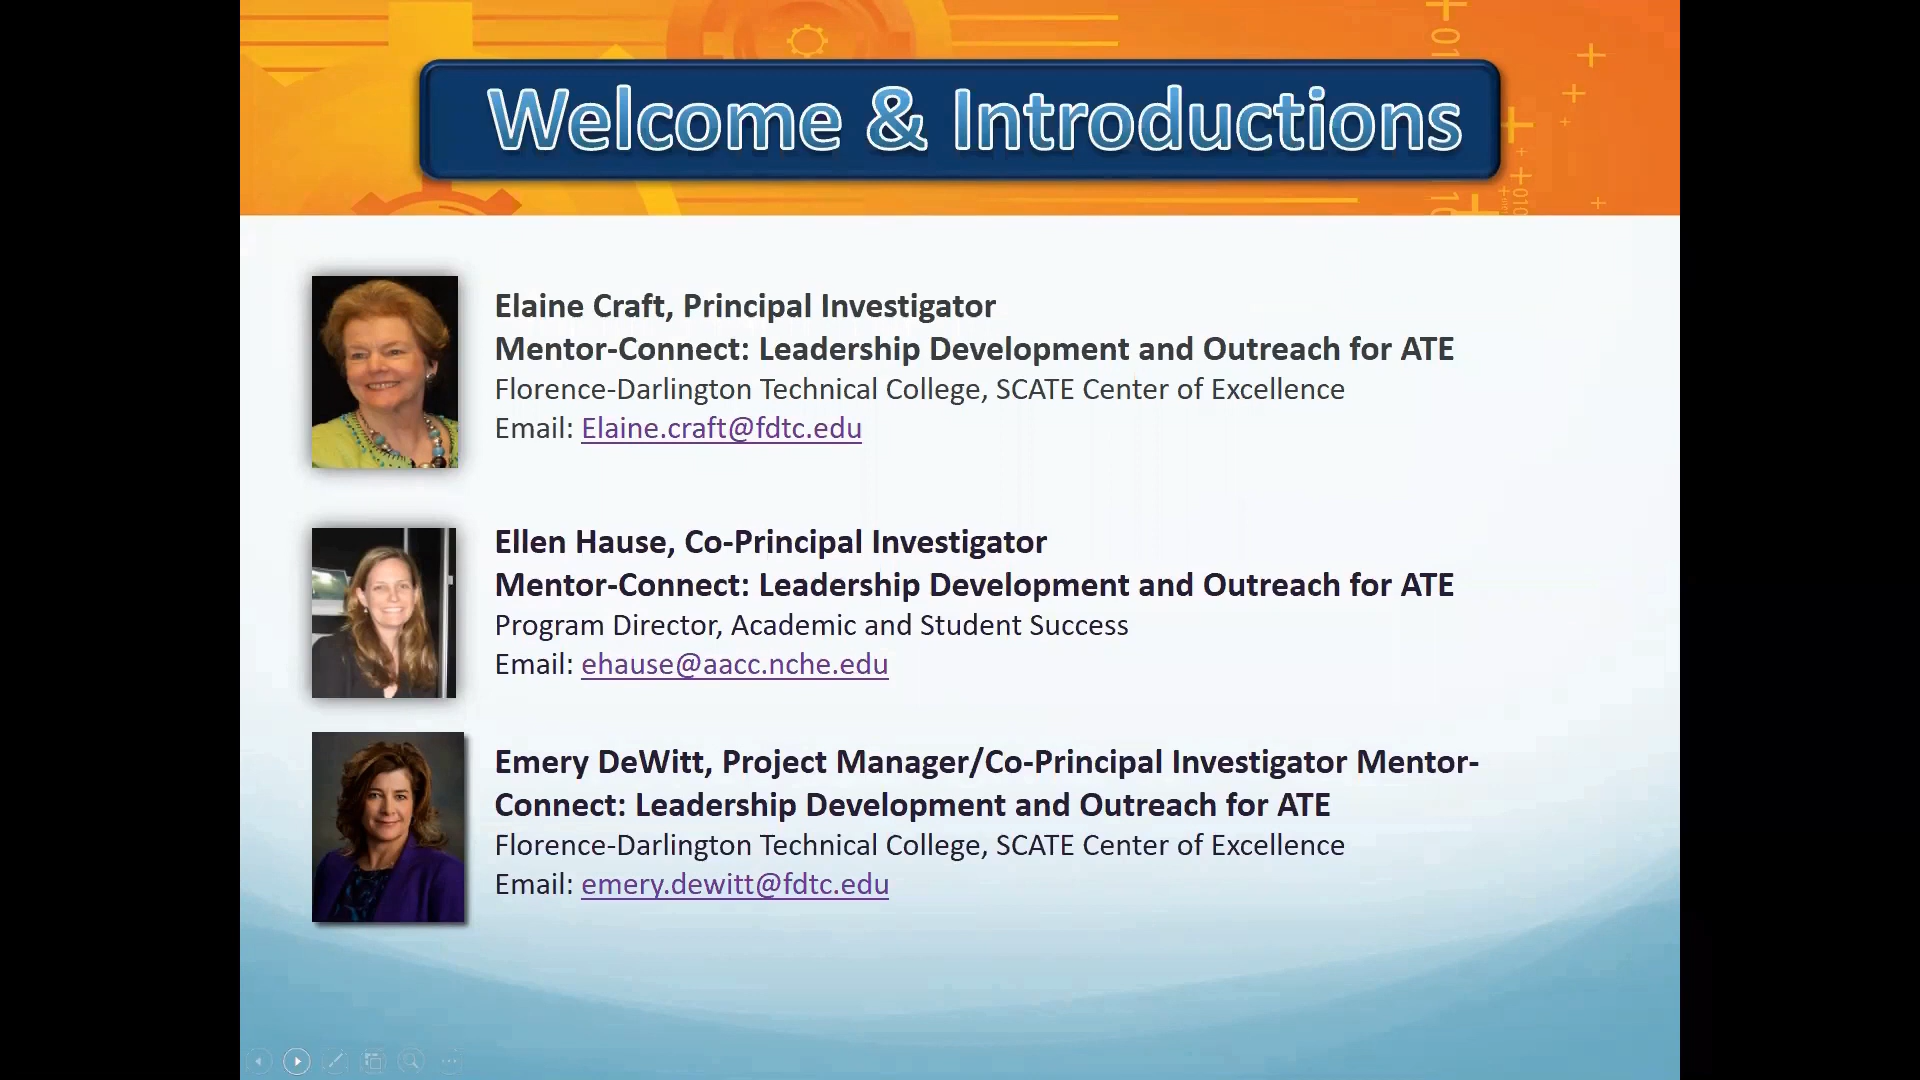 Welcome & Introductions
Elaine Craft, Principal Investigator
Mentor-Connect: Leadership Development and Outreach for ATE
Florence-Darlington Technical College, SCATE Center of Excellence
Email: Elaine.craft@fdtc.edu
Ellen Hause, Co-Principal Investigator
Mentor-Connect: Leadership Development and Outreach for ATE
Program Director, Academic and Student Success
Email: ehause@aacc.nche.edu
Emery DeWitt, Project Manager/Co-Principal Investigator Mentor-
Connect: Leadership Development and Outreach for ATE
Florence-Darlington Technical College, SCATE Center of Excellence
Email: emery.dewitt@fdtc.edu